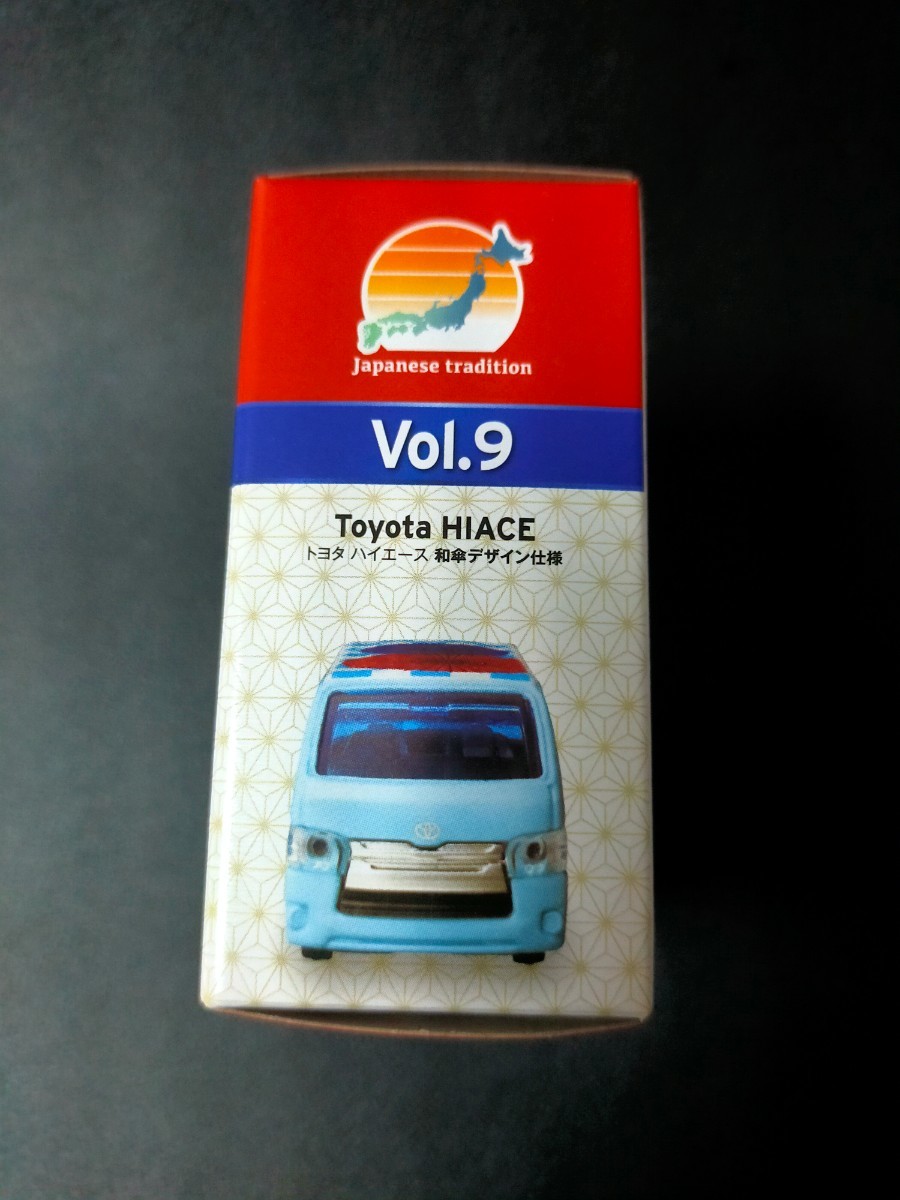 Japanese tradition
Vol.9
Toyota HIACE
トヨタ ハイエース 和傘デザイン仕様